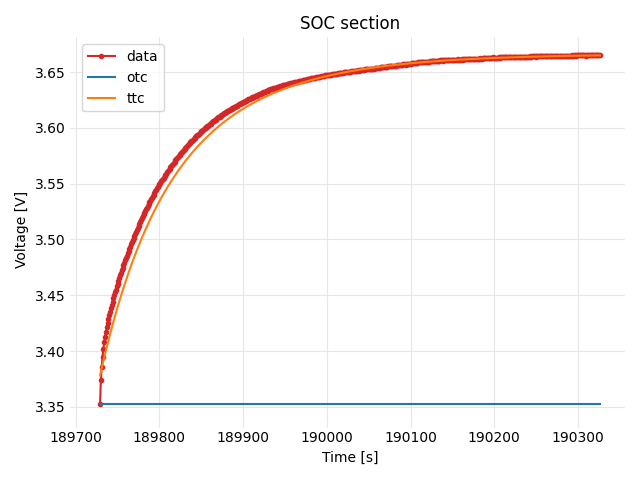 SOC section
data
otc
ttc
Voltage [V]
3.65
3.60
3.55
3.50
3.45
3.40
3.35
189700 189800 189900 190000 190100 190200 190300
Time [s]